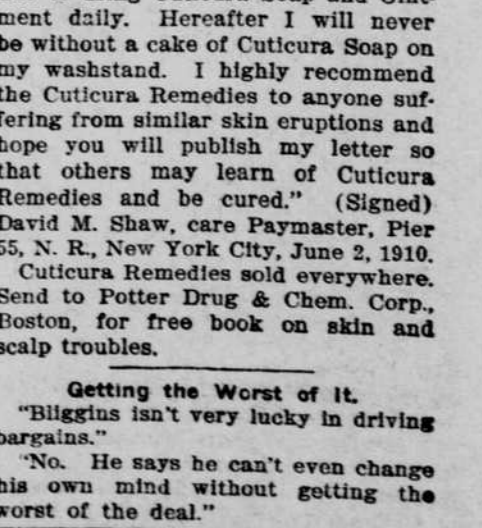 ment daily. Hereafter I will never
be without a cake of Cuticura Soap on
my washstand. I highly recommend
the Cuticura Remedies to anyone suf-
fering from similar skin eruptions and
hope you will publish my letter so
that others may learn of Cuticura
Remedies and be cured." (Signed)
David M. Shaw, care Paymaster, Pier
55, N. R., New York City, June 2, 1910.
Cuticura Remedies sold everywhere.
Send to Potter Drug & Chem. Corp.,
Boston, for free book on skin and
scalp troubles.
Getting the Worst of It.
"Bliggins isn't very lucky in driving
bargains."
"No. He says he can't even change
his own mind without getting the
worst of the deal."